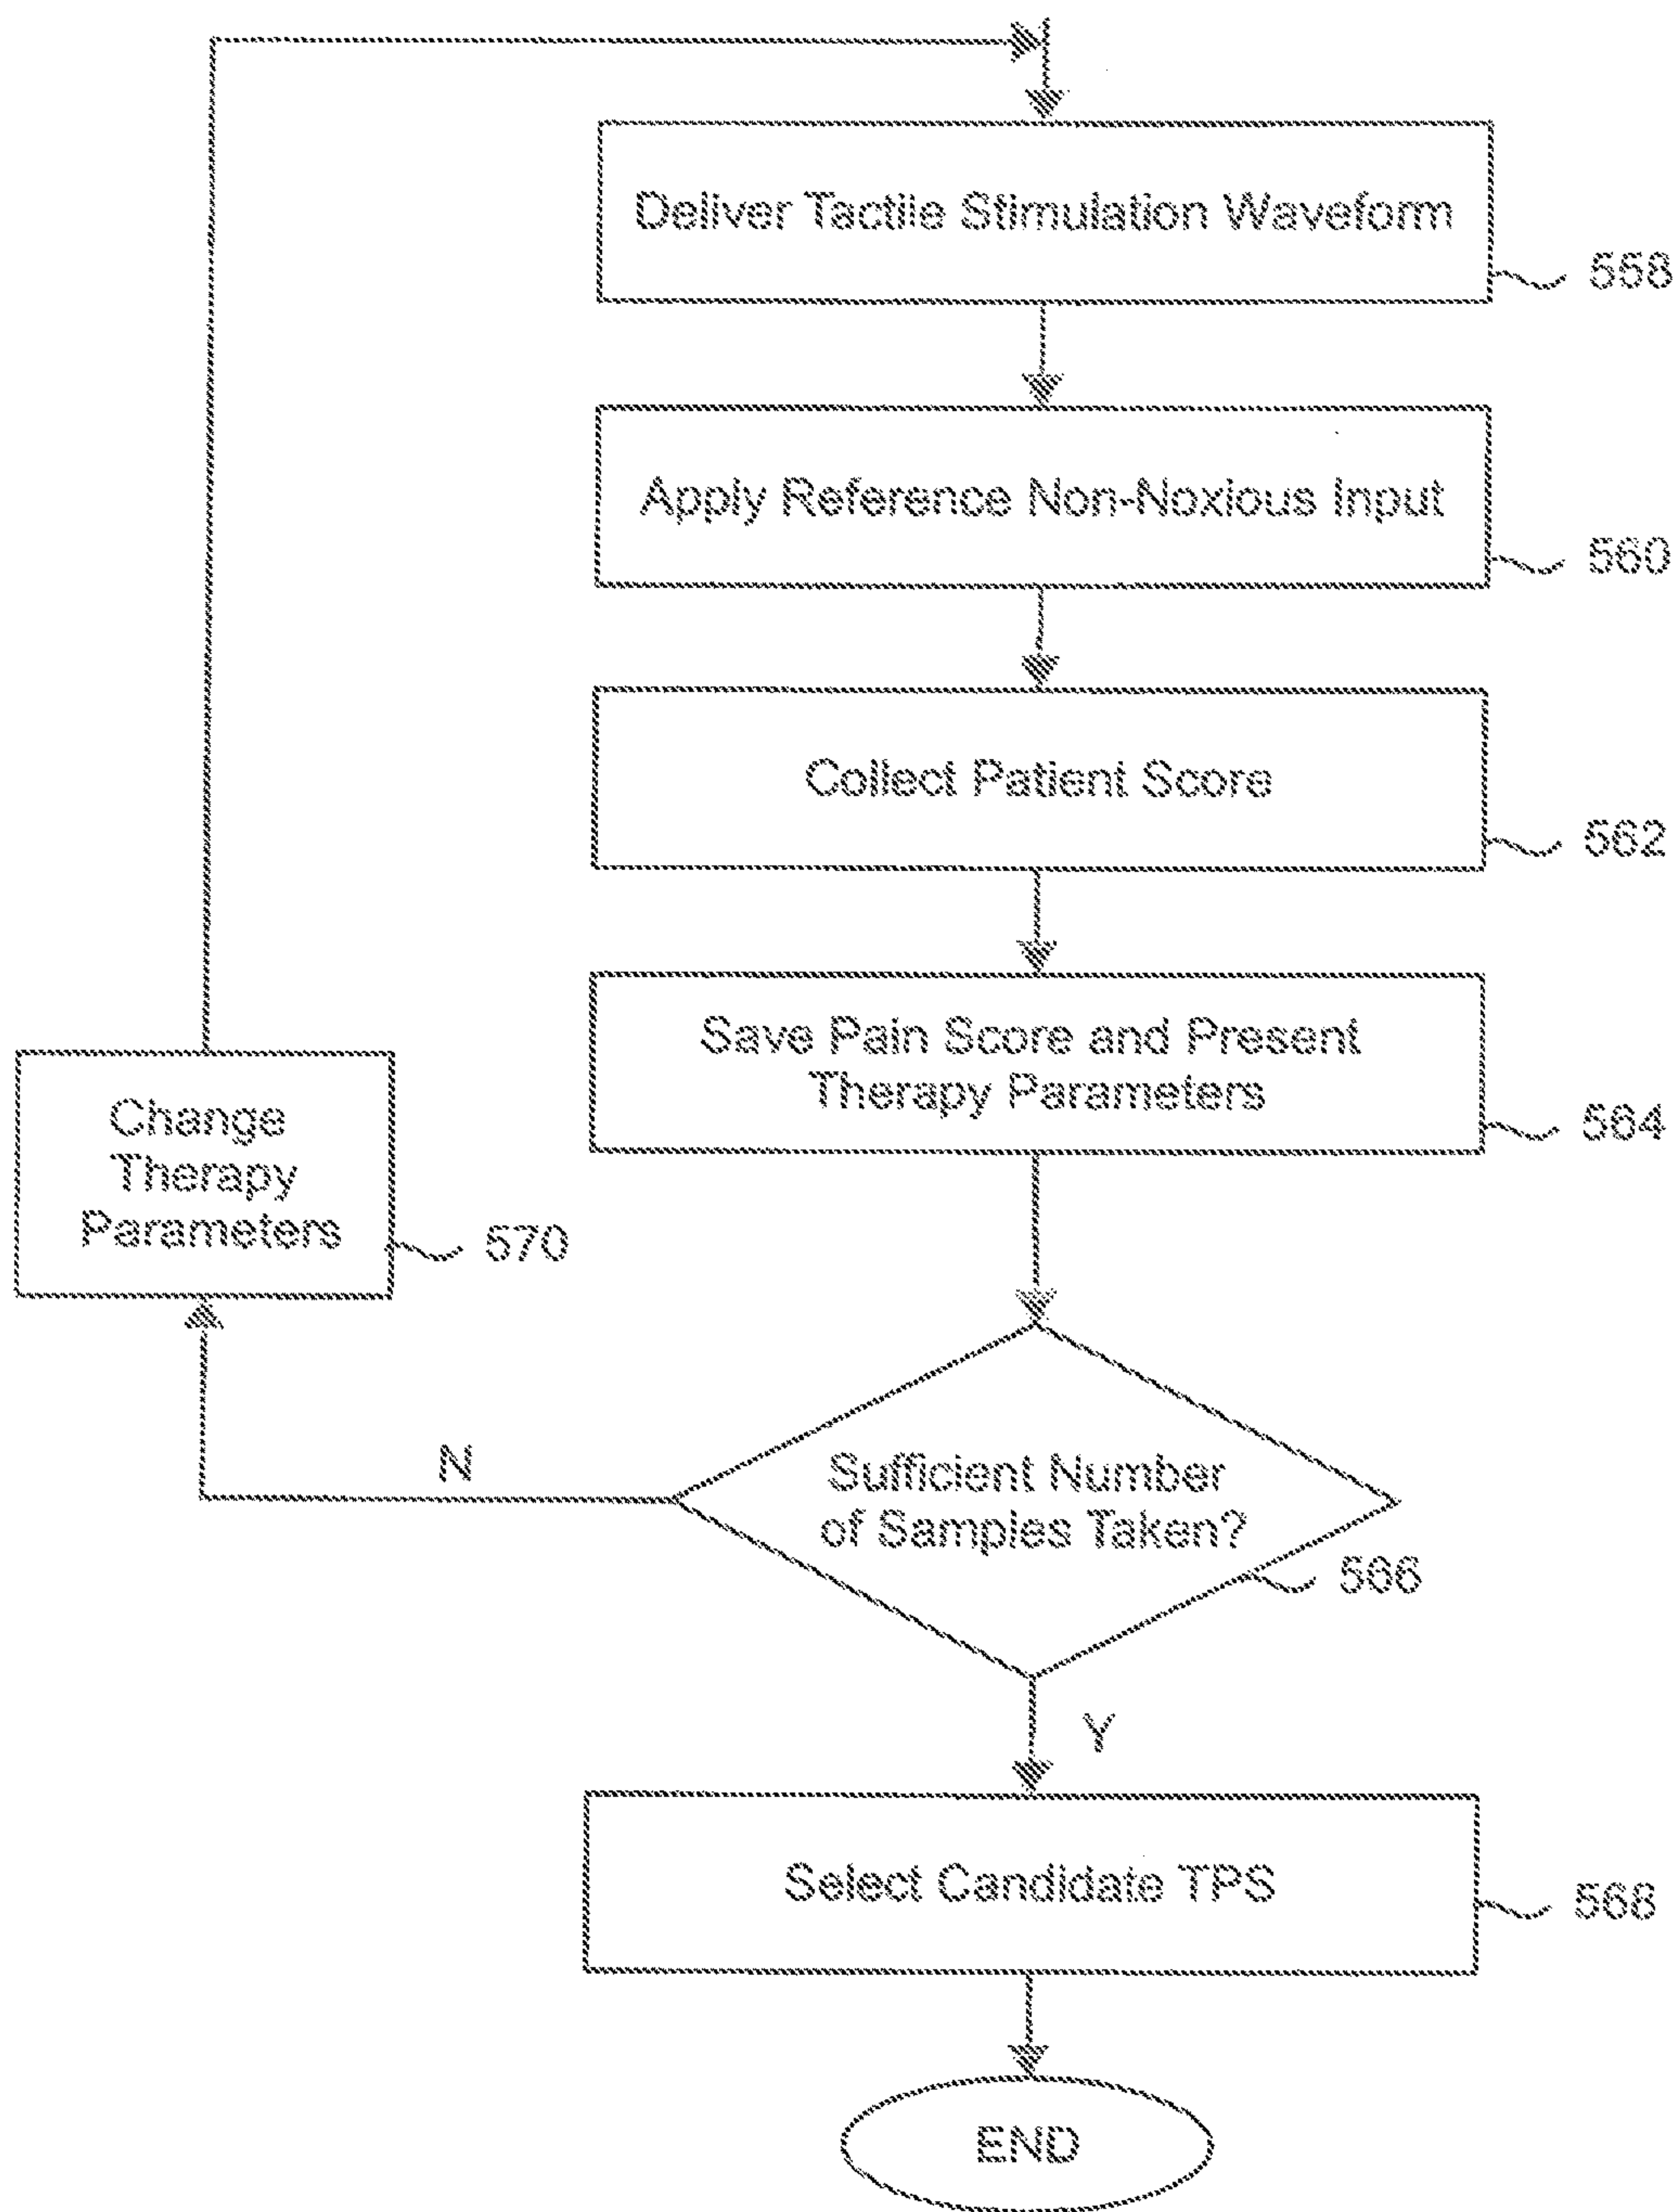 Deliver Tactile Stimulation Waveform
558
Apply Reference Non-Noxious Input
560
Collect Patient Score
562
Save Pain Score and Present
Therapy Parameters
564
Change
Therapy
Parameters
570
N
Sufficient Number
of Samples Taken?
566
Y
Select Candidate TPS
568
END